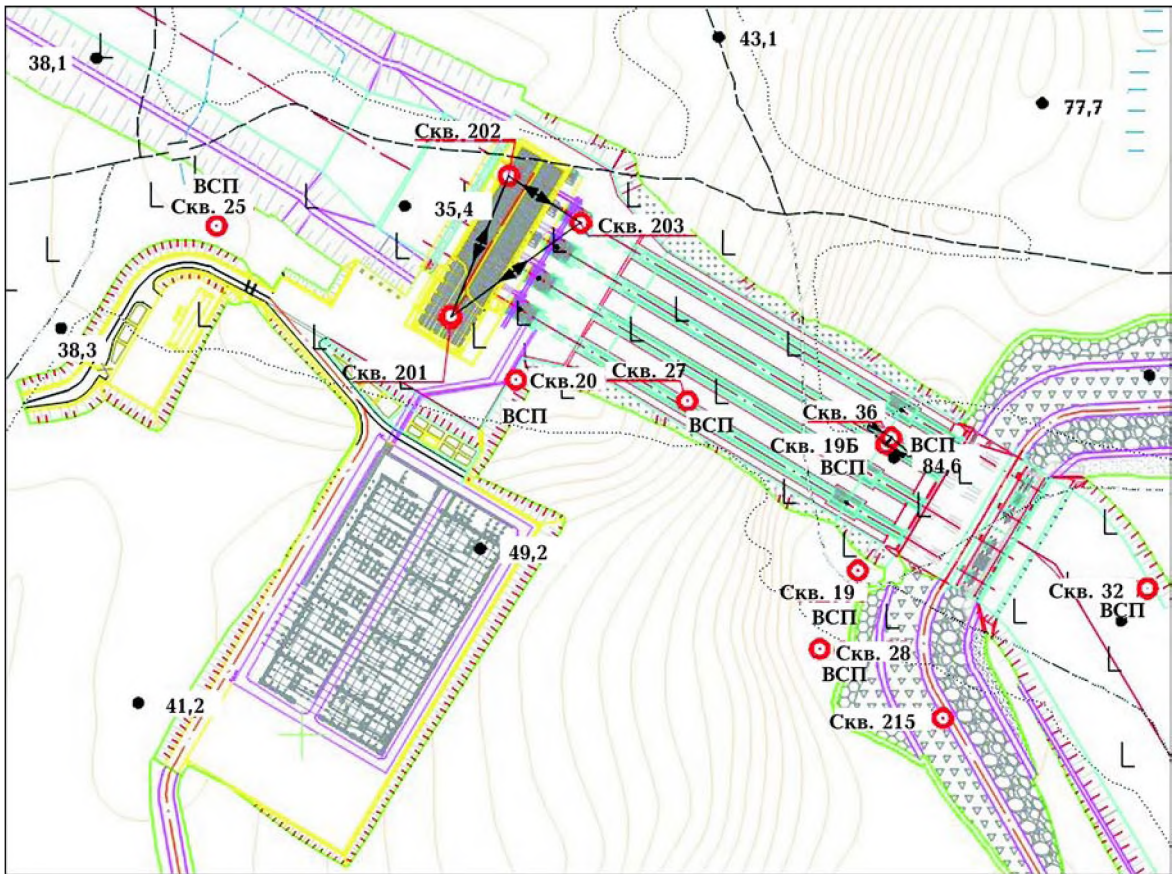 43,1
38,1
77,7
Скв. 202
ВСП
Скв. 25
35,4
Скв. 203
38,3
Скв. 201
Скв.20
ВСП
Скв. 27
ВСП
Скв. 36
ВСП
Скв. 19Б
ВСП
84,6
49,2
Скв. 19
ВСП
Скв. 32
ВСП
Скв. 28
ВСП
41,2
Скв. 215